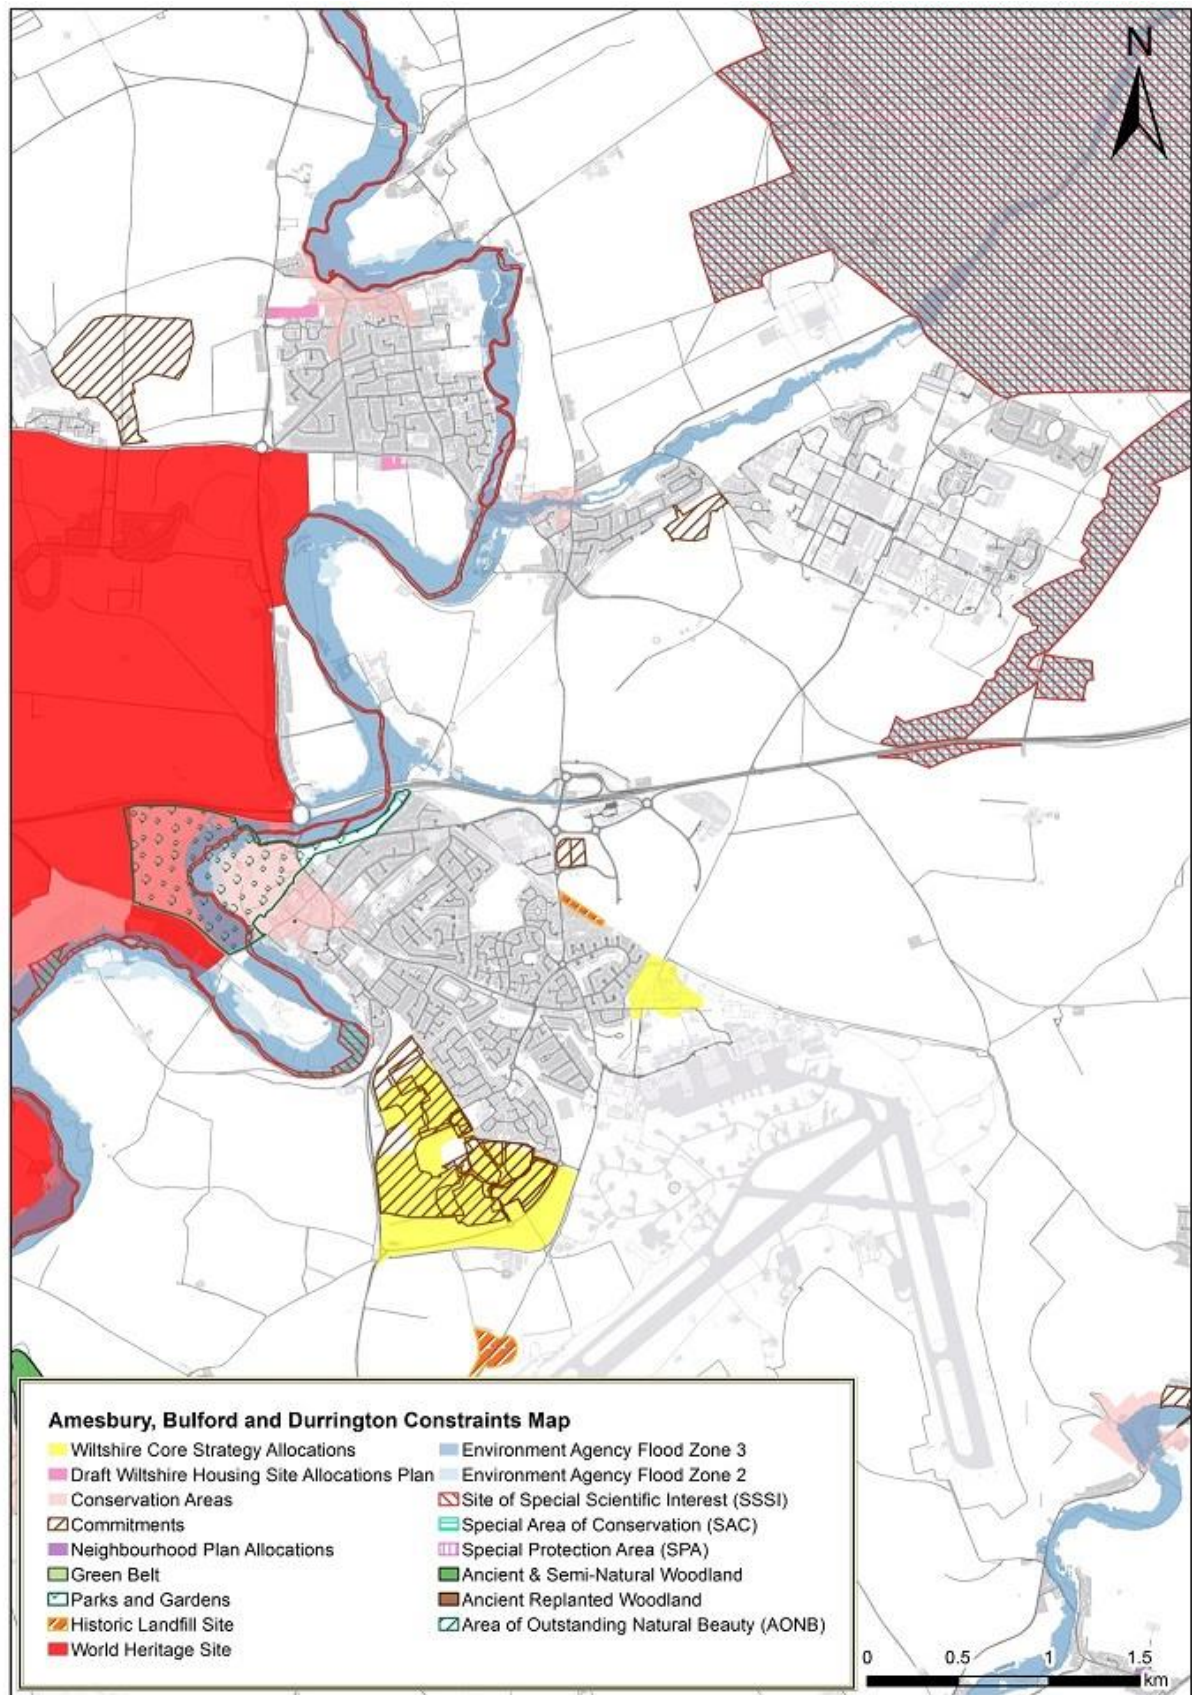 N
Amesbury, Bulford and Durrington Constraints Map
Wiltshire Core Strategy Allocations
Draft Wiltshire Housing Site Allocations Plan
Conservation Areas
Commitments
Neighbourhood Plan Allocations
Green Belt
Parks and Gardens
Historic Landfill Site
World Heritage Site
Environment Agency Flood Zone 3
Environment Agency Flood Zone 2
Site of Special Scientific Interest (SSSI)
Special Area of Conservation (SAC)
Special Protection Area (SPA)
Ancient & Semi-Natural Woodland
Ancient Replanted Woodland
Area of Outstanding Natural Beauty (AONB)
0 0.5 1 1.5
km